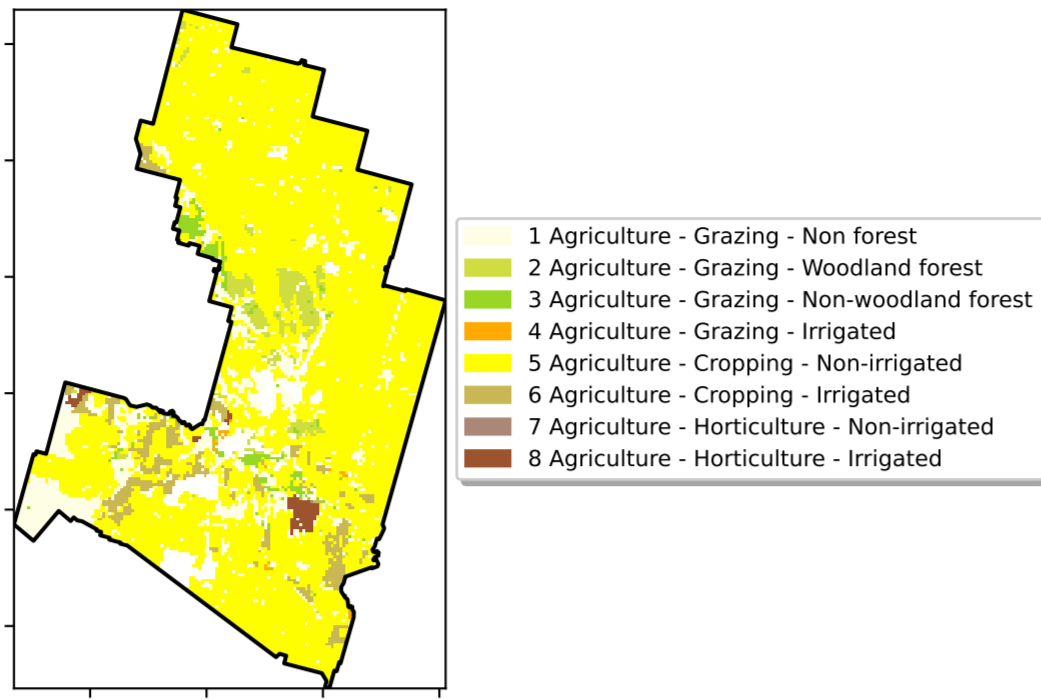 1 Agriculture - Grazing - Non forest
2 Agriculture - Grazing - Woodland forest
3 Agriculture - Grazing - Non-woodland forest
4 Agriculture - Grazing - Irrigated
5 Agriculture - Cropping - Non-irrigated
6 Agriculture - Cropping - Irrigated
7 Agriculture - Horticulture - Non-irrigated
8 Agriculture - Horticulture - Irrigated